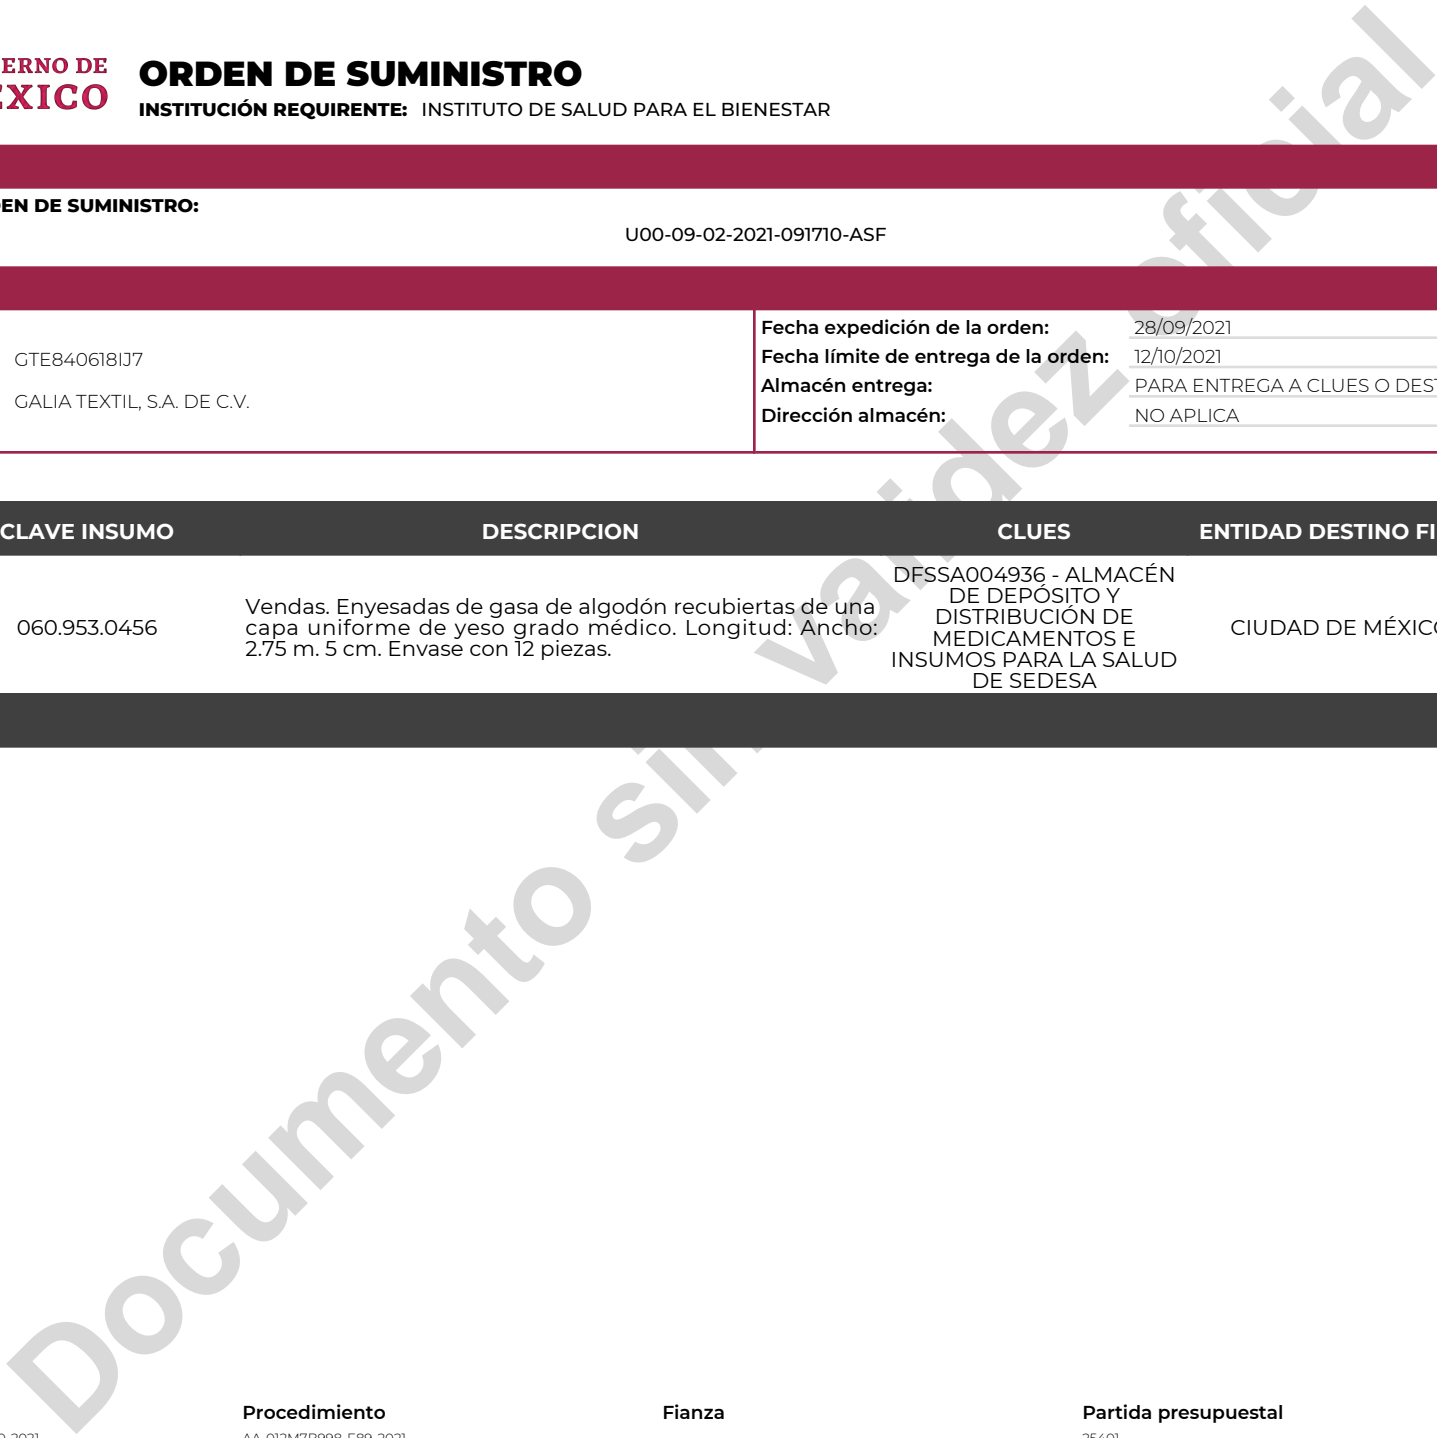 ERNO DE
ÉXICO
ORDEN DE SUMINISTRO
INSTITUCIÓN REQUIRENTE: INSTITUTO DE SALUD PARA EL BIENESTAR
EN DE SUMINISTRO:
U00-09-02-2021-091710-ASF
GTE840618IJ7
GALIA TEXTIL, S.A. DE C.V.
Fecha expedición de la orden: 28/09/2021
Fecha límite de entrega de la orden: 12/10/2021
Almacén entrega: PARA ENTREGA A CLUES O DEST
Dirección almacén: NO APLICA
CLAVE INSUMO DESCRIPCION CLUES ENTIDAD DESTINO FI
060.953.0456
Vendas. Enyesadas de gasa de algodón recubiertas de una
capa uniforme de yeso grado médico. Longitud: Ancho:
2.75 m. 5 cm. Envase con 12 piezas.
DFSSA004936 - ALMACÉN
DE DEPÓSITO Y
DISTRIBUCIÓN DE
MEDICAMENTOS E
INSUMOS PARA LA SALUD
DE SEDESA
CIUDAD DE MÉXICO
Documento sin validez oficial
Procedimiento Fianza Partida presupuestal